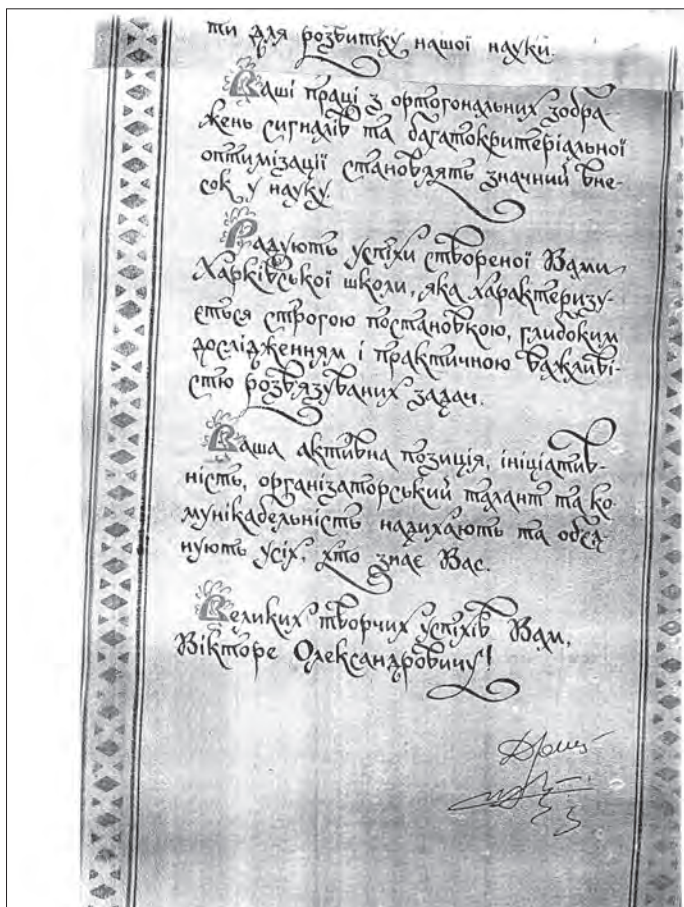 ти для розвитку нашої науки.
Ваші праці з ортогональних зобра
жень сигналів та багатокритеріальної
оптимізації становлять значний вне-
сок у науку.
Радують успіхи створеної Вами
Харківської школи, яка характеризу-
ється строгою постановкою, глибоким
дослідженням і практичною важливі-
стю розв'язуваних задач.
Ваша активна позиція, ініціатив-
ність, організаторський талант та ко-
мунікабельність надихають та об'єд
нують усіх, хто знає Вас.
Великих творчих успіхів Вам,
Вікторе Олександровичу!